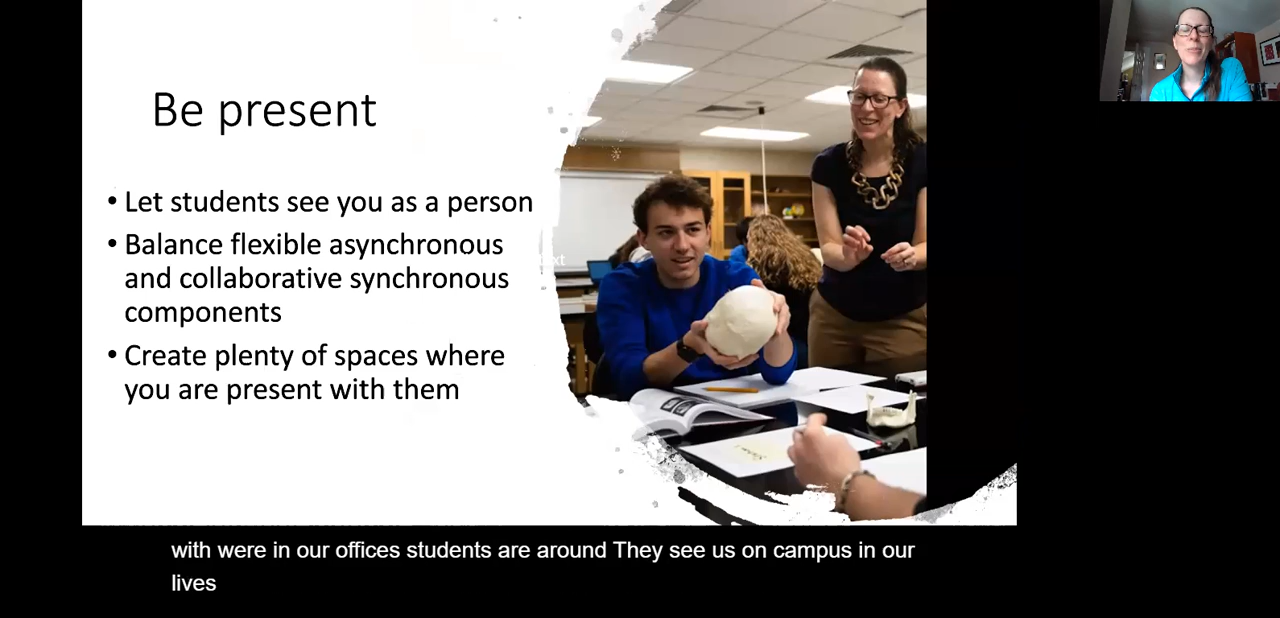 Be present
• Let students see you as a person
• Balance flexible asynchronous
and collaborative synchronous
components
• Create plenty of spaces where
you are present with them
with were in our offices students are around They see us on campus in our
lives